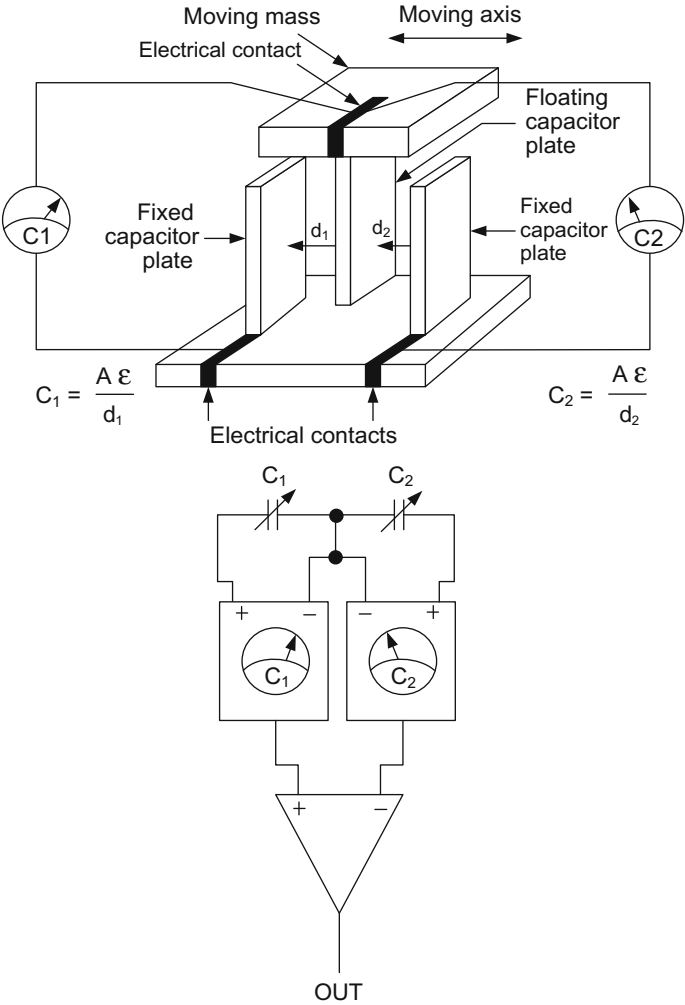 Moving mass
Moving axis
Electrical contact
Floating
capacitor
plate
Fixed
capacitor
plate
d₁
d₂
Fixed
capacitor
plate
C1
C2
C₁ = A ε / d₁
C₂ = A ε / d₂
Electrical contacts
C₁
C₂
+ −
− +
C₁
C₂
+ −
OUT